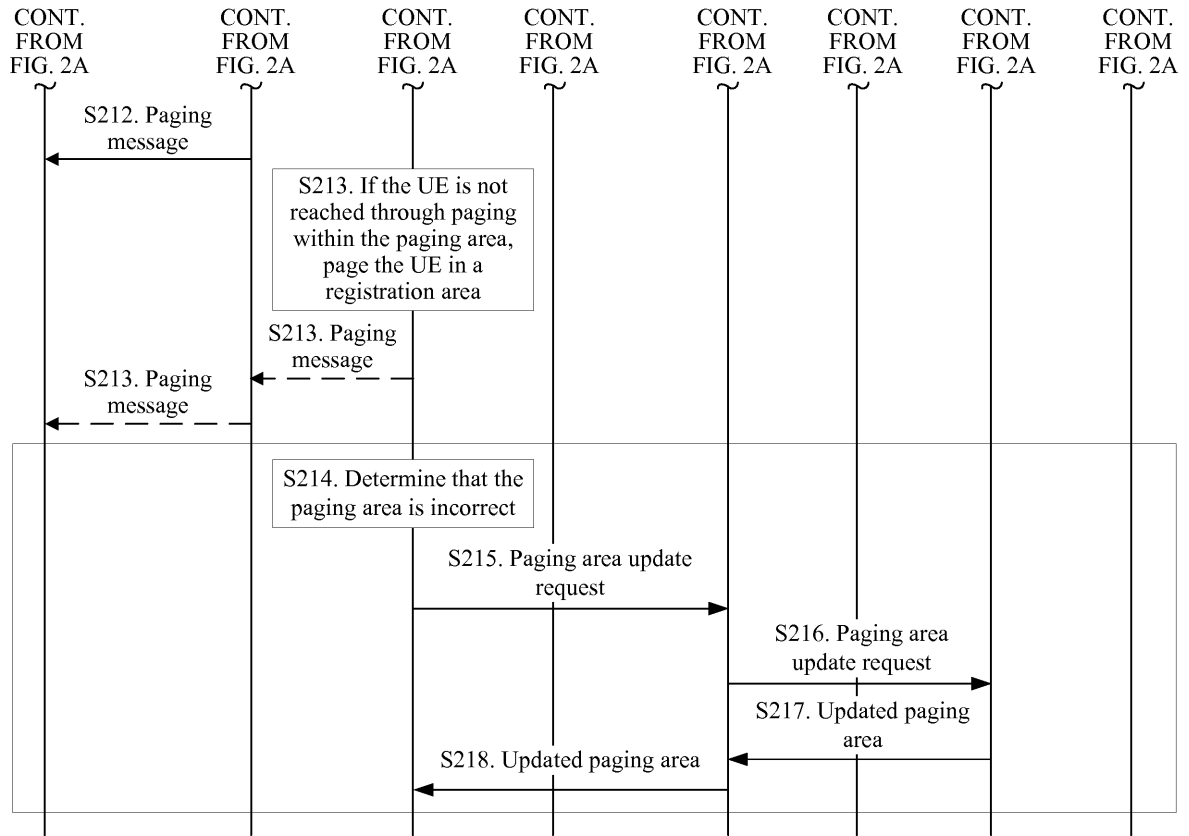 CONT. CONT. CONT. CONT. CONT. CONT. CONT. CONT.
FROM FROM FROM FROM FROM FROM FROM FROM
FIG. 2A FIG. 2A FIG. 2A FIG. 2A FIG. 2A FIG. 2A FIG. 2A FIG. 2A
S212. Paging
message
S213. If the UE is not
reached through paging
within the paging area,
page the UE in a
registration area
S213. Paging
message
S213. Paging
message
S214. Determine that the
paging area is incorrect
S215. Paging area update
request
S216. Paging area
update request
S217. Updated paging
area
S218. Updated paging area